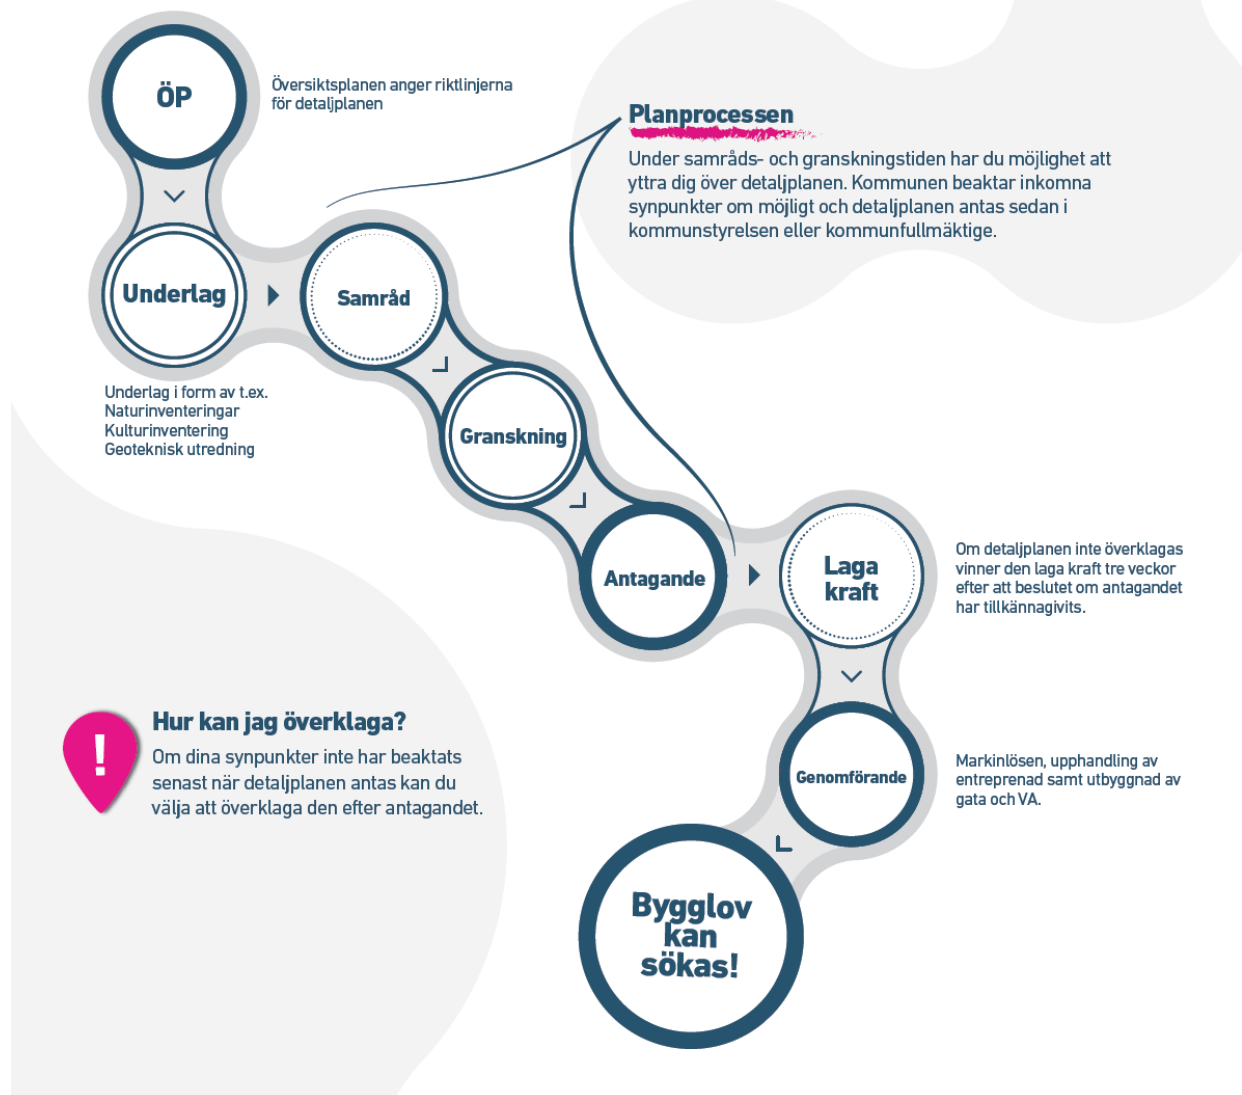 ÖP
Översiktsplanen anger riktlinjerna
för detaljplanen
Planprocessen
Under samråds- och granskningstiden har du möjlighet att
yttra dig över detaljplanen. Kommunen beaktar inkomna
synpunkter om möjligt och detaljplanen antas sedan i
kommunstyrelsen eller kommunfullmäktige.
Underlag
Underlag i form av t.ex.
Naturinventeringar
Kulturinventering
Geoteknisk utredning
Samråd
Granskning
Antagande
Laga
kraft
Om detaljplanen inte överklagas
vinner den laga kraft tre veckor
efter att beslutet om antagandet
har tillkännagivits.
Genomförande
Markinlösen, upphandling av
entreprenad samt utbyggnad av
gata och VA.
Bygglov
kan
sökas!
!
Hur kan jag överklaga?
Om dina synpunkter inte har beaktats
senast när detaljplanen antas kan du
välja att överklaga den efter antagandet.